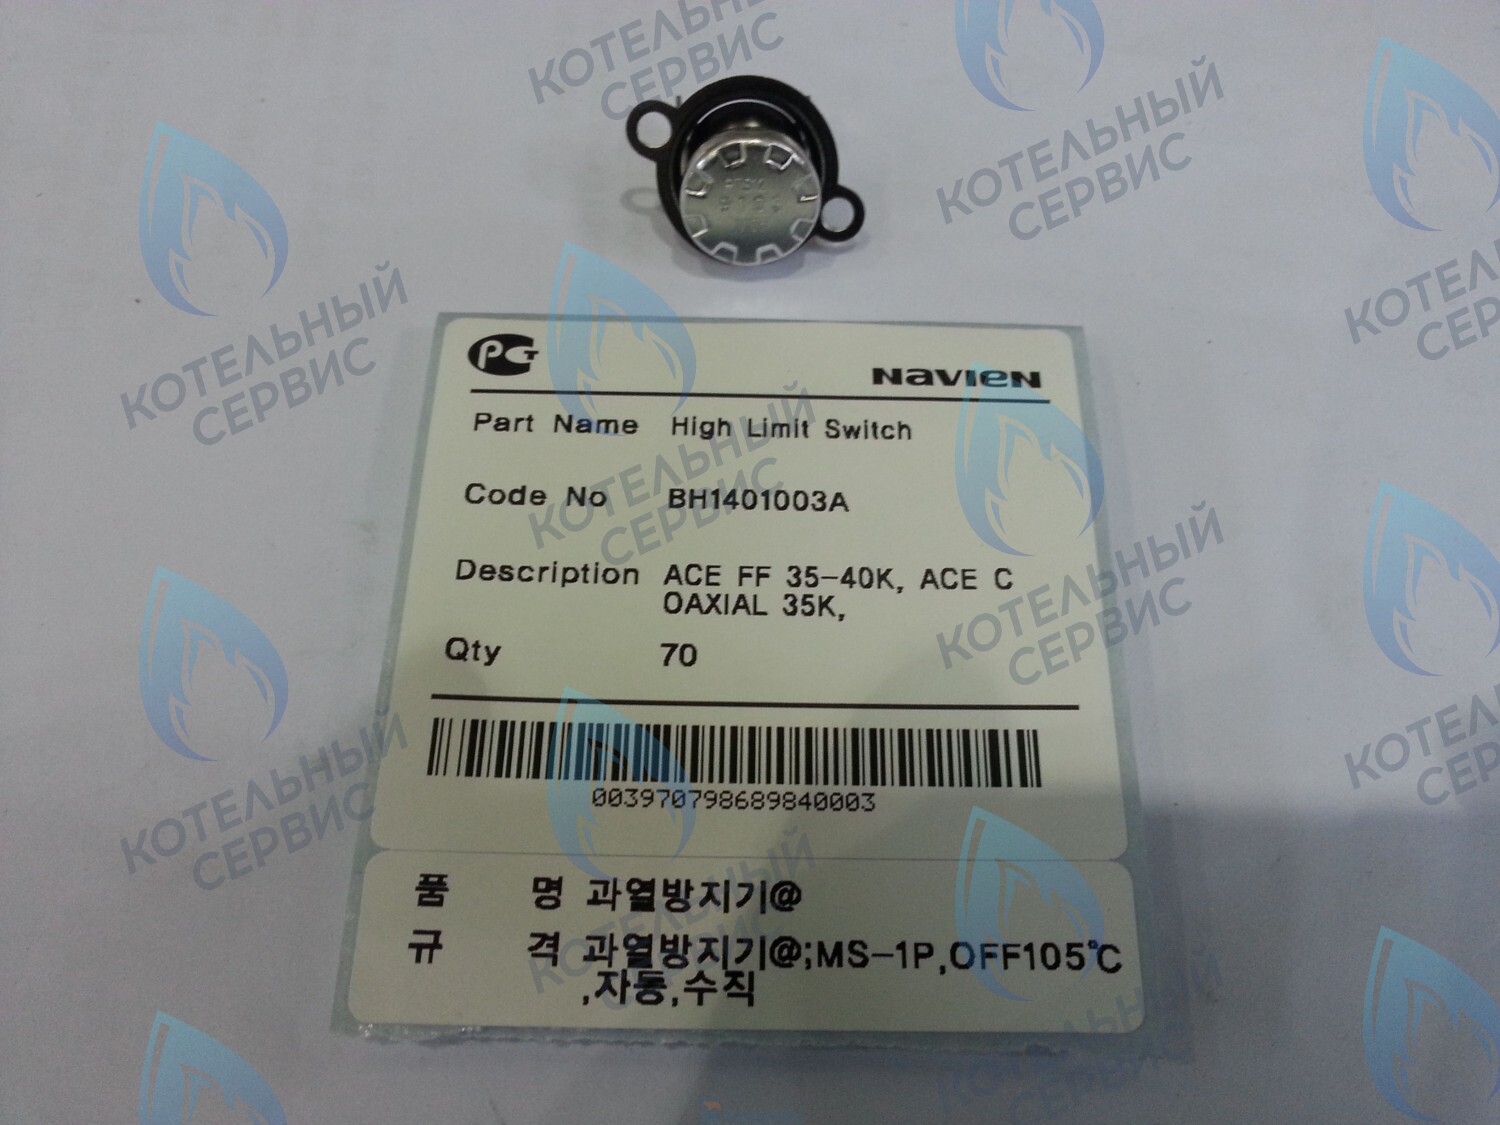 PCT
NAVIEN
Part Name High Limit Switch
Code No BH1401003A
Description ACE FF 35-40K, ACE C
OAXIAL 35K,
Qty 70
003970798689840003
품 명 과열방지기@
규 격 과열방지기@;MS-1P,OFF105℃
,자동,수직
КОТЕЛЬНЫЙ
СЕРВИС